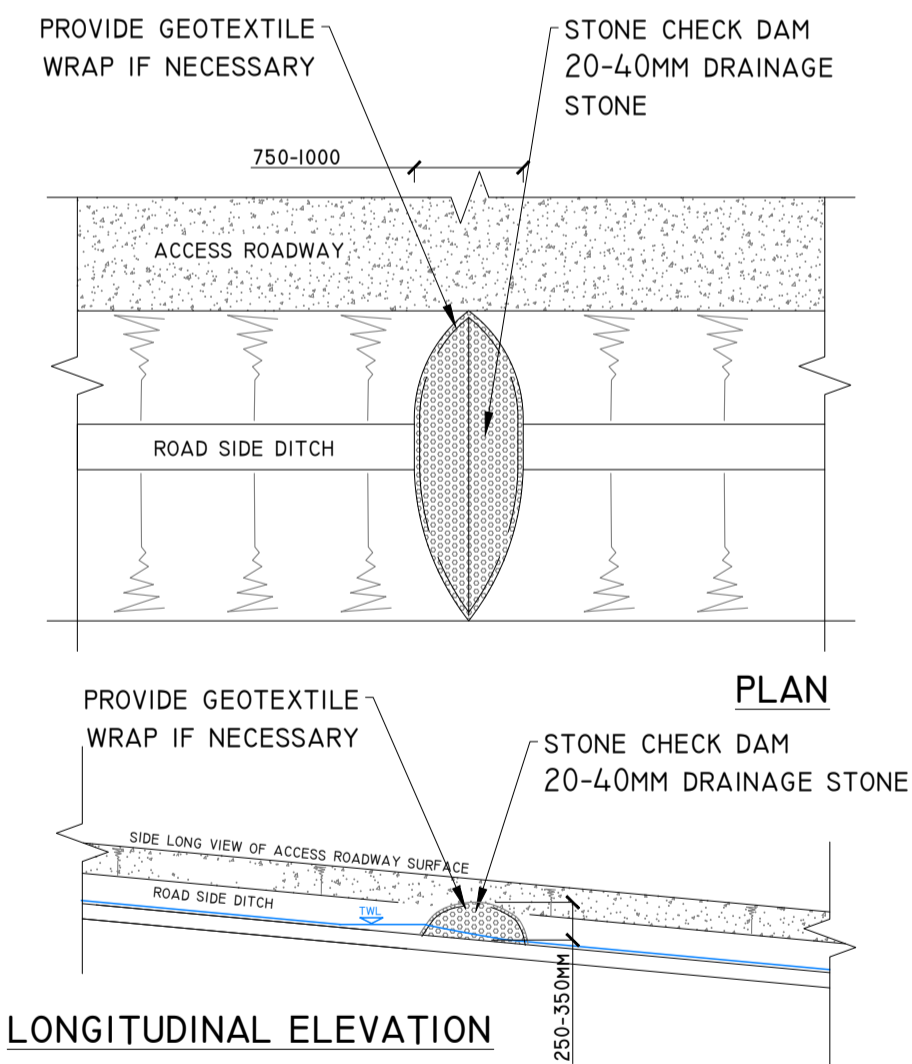 PROVIDE GEOTEXTILE
WRAP IF NECESSARY
STONE CHECK DAM
20-40MM DRAINAGE
STONE
750-1000
ACCESS ROADWAY
ROAD SIDE DITCH
PLAN
PROVIDE GEOTEXTILE
WRAP IF NECESSARY
STONE CHECK DAM
20-40MM DRAINAGE STONE
SIDE LONG VIEW OF ACCESS ROADWAY SURFACE
ROAD SIDE DITCH
TWL
250-350MM
LONGITUDINAL ELEVATION